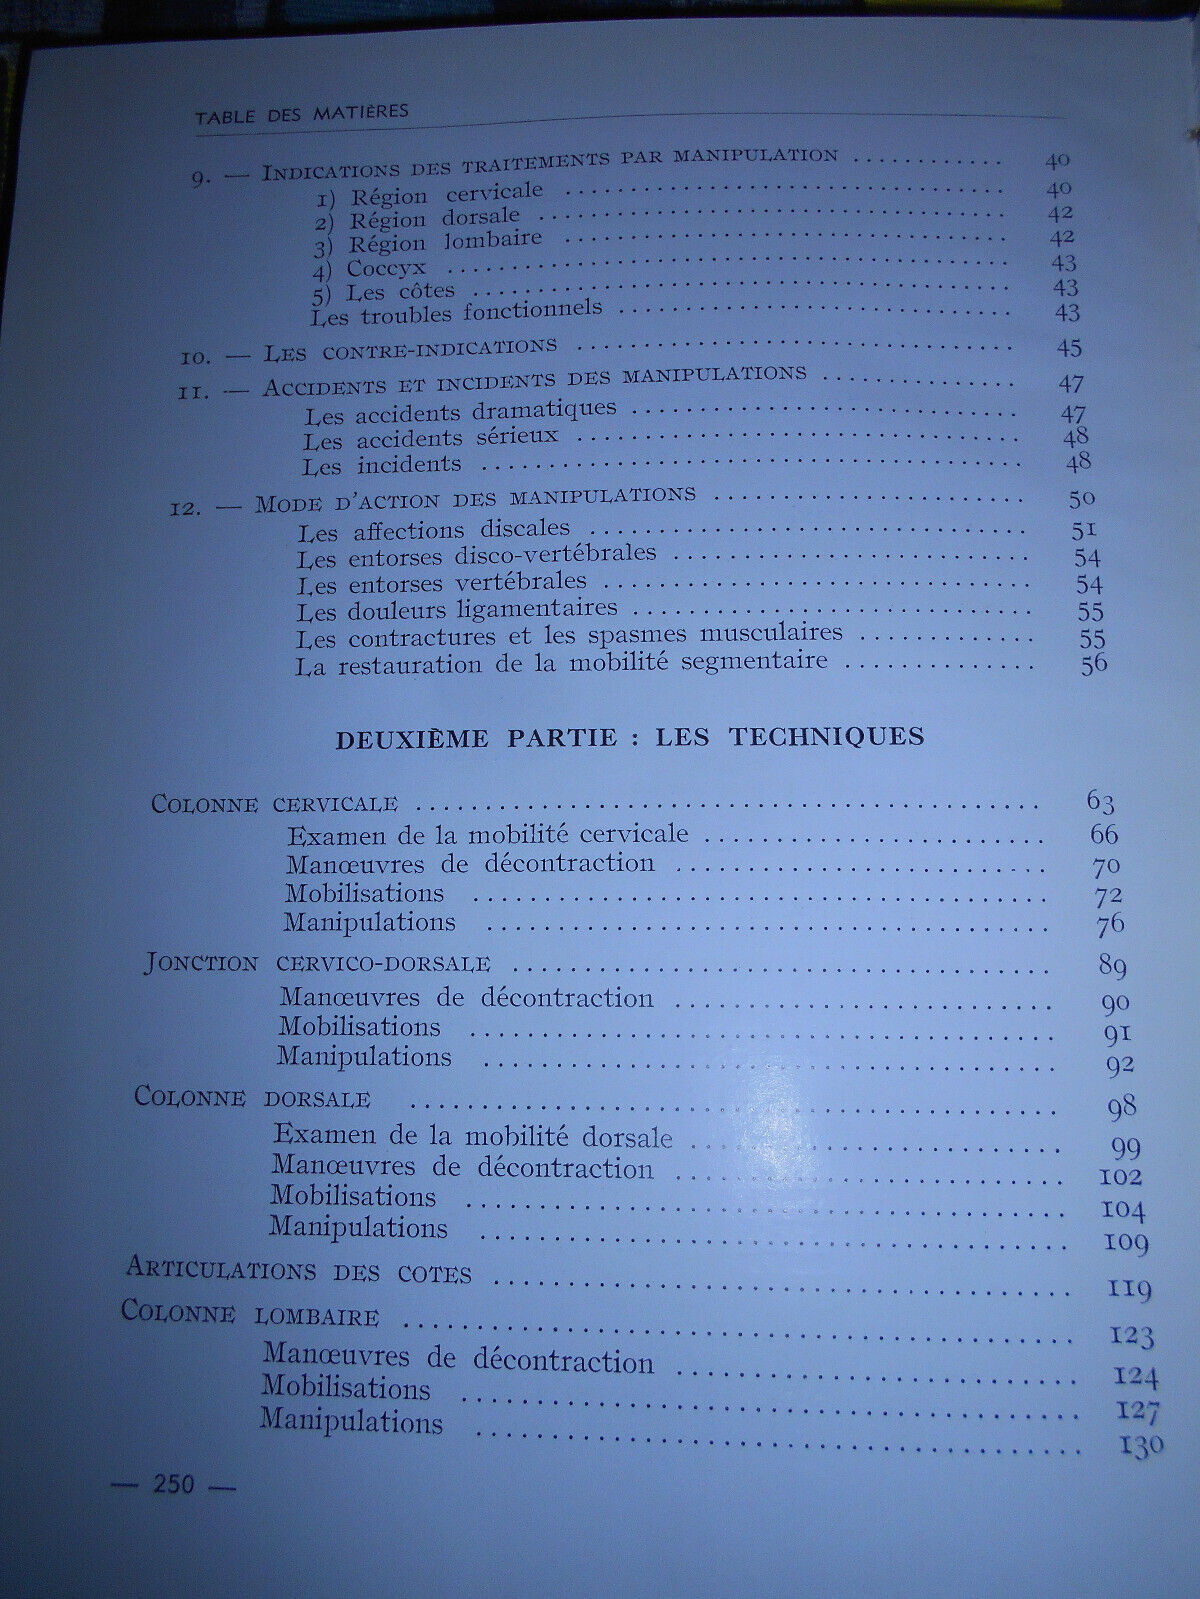 TABLE DES MATIÈRES
9. — INDICATIONS DES TRAITEMENTS PAR MANIPULATION ............ 40
1) Région cervicale ................................ 40
2) Région dorsale ................................ 42
3) Région lombaire ................................ 42
4) Coccyx ................................ 43
5) Les côtes ................................ 43
Les troubles fonctionnels ................................ 43
10. — LES CONTRE-INDICATIONS ................................ 45
11. — ACCIDENTS ET INCIDENTS DES MANIPULATIONS ............... 47
Les accidents dramatiques ............................ 47
Les accidents sérieux ................................ 48
Les incidents ................................ 48
12. — MODE D'ACTION DES MANIPULATIONS ....................... 50
Les affections discales ................................ 51
Les entorses disco-vertébrales .......................... 54
Les entorses vertébrales ............................... 54
Les douleurs ligamentaires ............................. 55
Les contractures et les spasmes musculaires ............. 55
La restauration de la mobilité segmentaire .............. 56
DEUXIÈME PARTIE : LES TECHNIQUES
COLONNE CERVICALE ................................ 63
Examen de la mobilité cervicale ......................... 66
Manœuvres de décontraction ........................... 70
Mobilisations ................................ 72
Manipulations ................................ 76
JONCTION CERVICO-DORSALE ................................ 89
Manœuvres de décontraction ........................... 90
Mobilisations ................................ 91
Manipulations ................................ 92
COLONNE DORSALE ................................ 98
Examen de la mobilité dorsale ........................... 99
Manœuvres de décontraction ........................... 102
Mobilisations ................................ 104
Manipulations ................................ 109
ARTICULATIONS DES COTES ................................ 119
COLONNE LOMBAIRE ................................ 123
Manœuvres de décontraction ........................... 124
Mobilisations ................................ 127
Manipulations ................................ 130
— 250 —